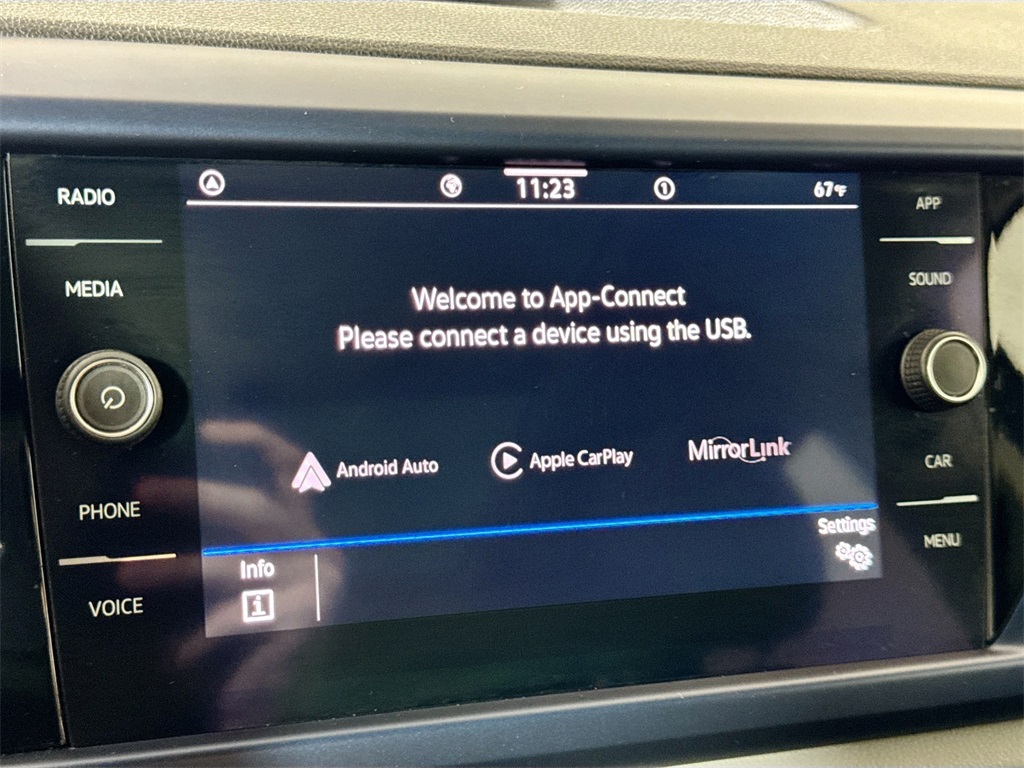 RADIO
MEDIA
PHONE
VOICE
11:23
1
67°F
Welcome to App-Connect
Please connect a device using the USB.
Android Auto
Apple CarPlay
MirrorLink
Info
i
Settings
APP
SOUND
CAR
MENU